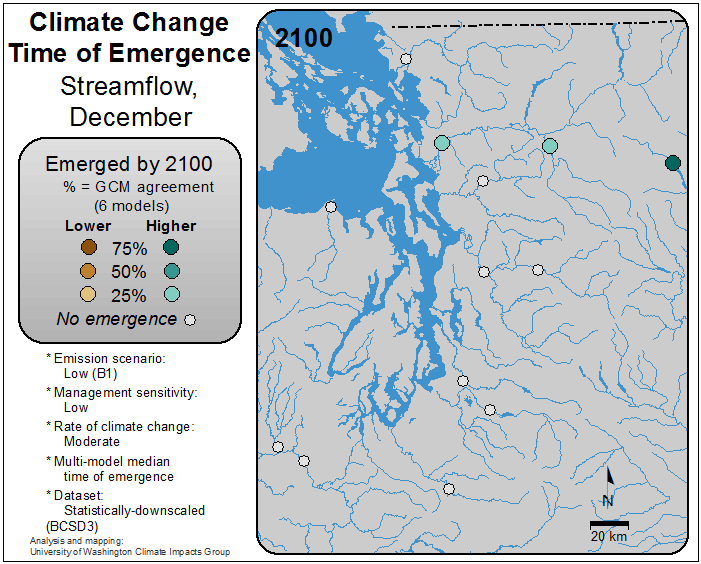 Climate Change
Time of Emergence
Streamflow,
December
Emerged by 2100
% = GCM agreement
(6 models)
Lower Higher
75%
50%
25%
No emergence
* Emission scenario:
Low (B1)
* Management sensitivity:
Low
* Rate of climate change:
Moderate
* Multi-model median
time of emergence
* Dataset:
Statistically-downscaled
(BCSD3)
Analysis and mapping:
University of Washington Climate Impacts Group
2100
N
20 km